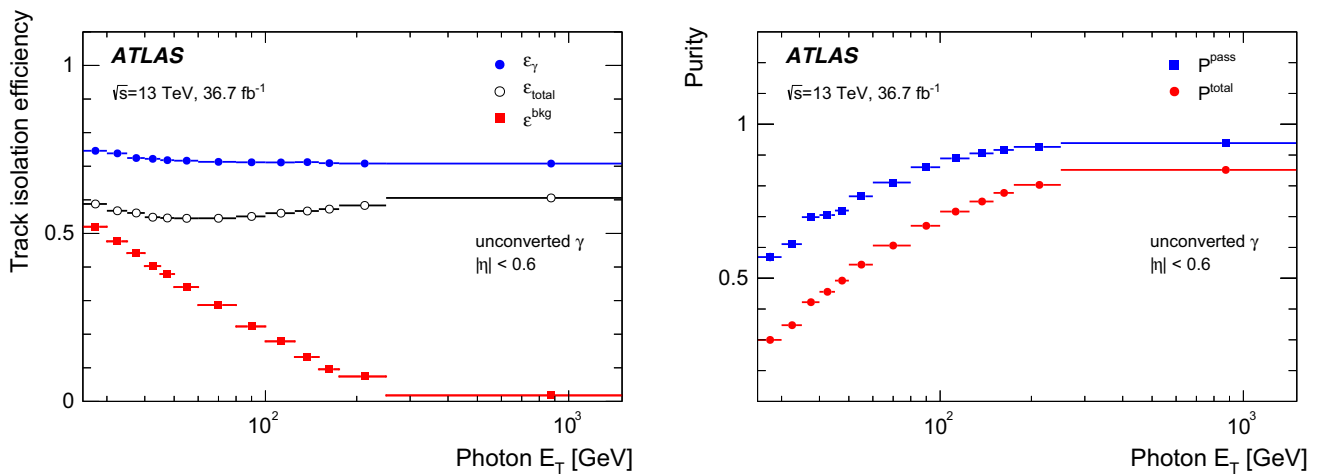 Track isolation efficiency
1
0.5
0
ATLAS
√s=13 TeV, 36.7 fb⁻¹
ε_γ
ε_total
ε^bkg
unconverted γ
|η| < 0.6
10²
10³
Photon E_T [GeV]
Purity
1
0.5
ATLAS
√s=13 TeV, 36.7 fb⁻¹
P^pass
P^total
unconverted γ
|η| < 0.6
10²
10³
Photon E_T [GeV]